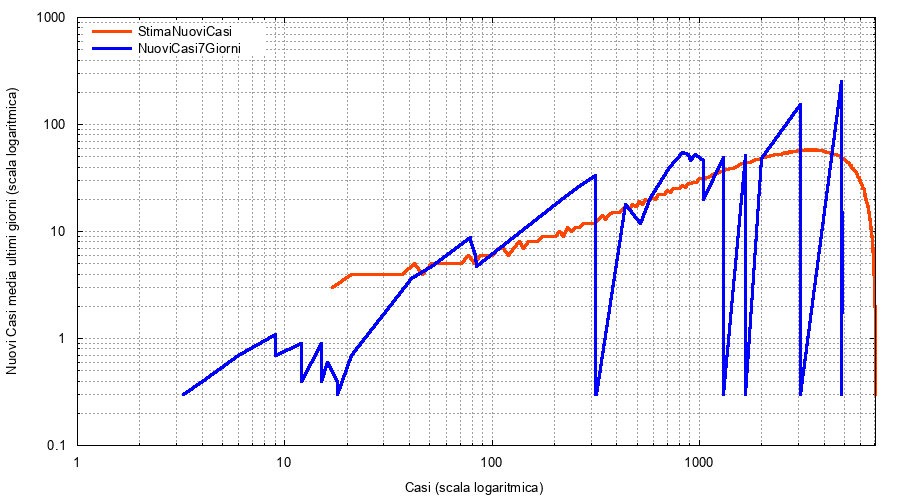 1000
StimaNuoviCasi
NuoviCasi7Giorni
100
10
1
0.1
1
10
100
1000
Nuovi Casi media ultimi giorni (scala logaritmica)
Casi (scala logaritmica)